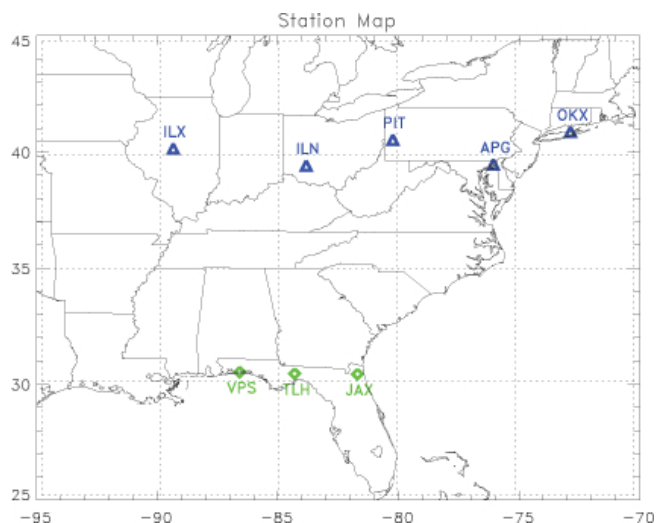 Station Map
45
OKX
PIT
ILX
ILN
APG
40
35
30
VPS
TLH
JAX
25
-95
-90
-85
-80
-75
-70